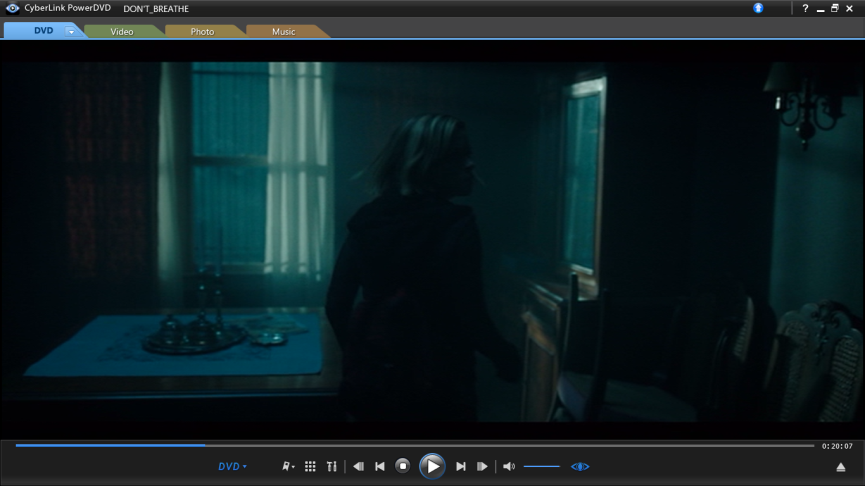 CyberLink PowerDVD DON'T_BREATHE ?
DVD Video Photo Music
0:20:07
DVD